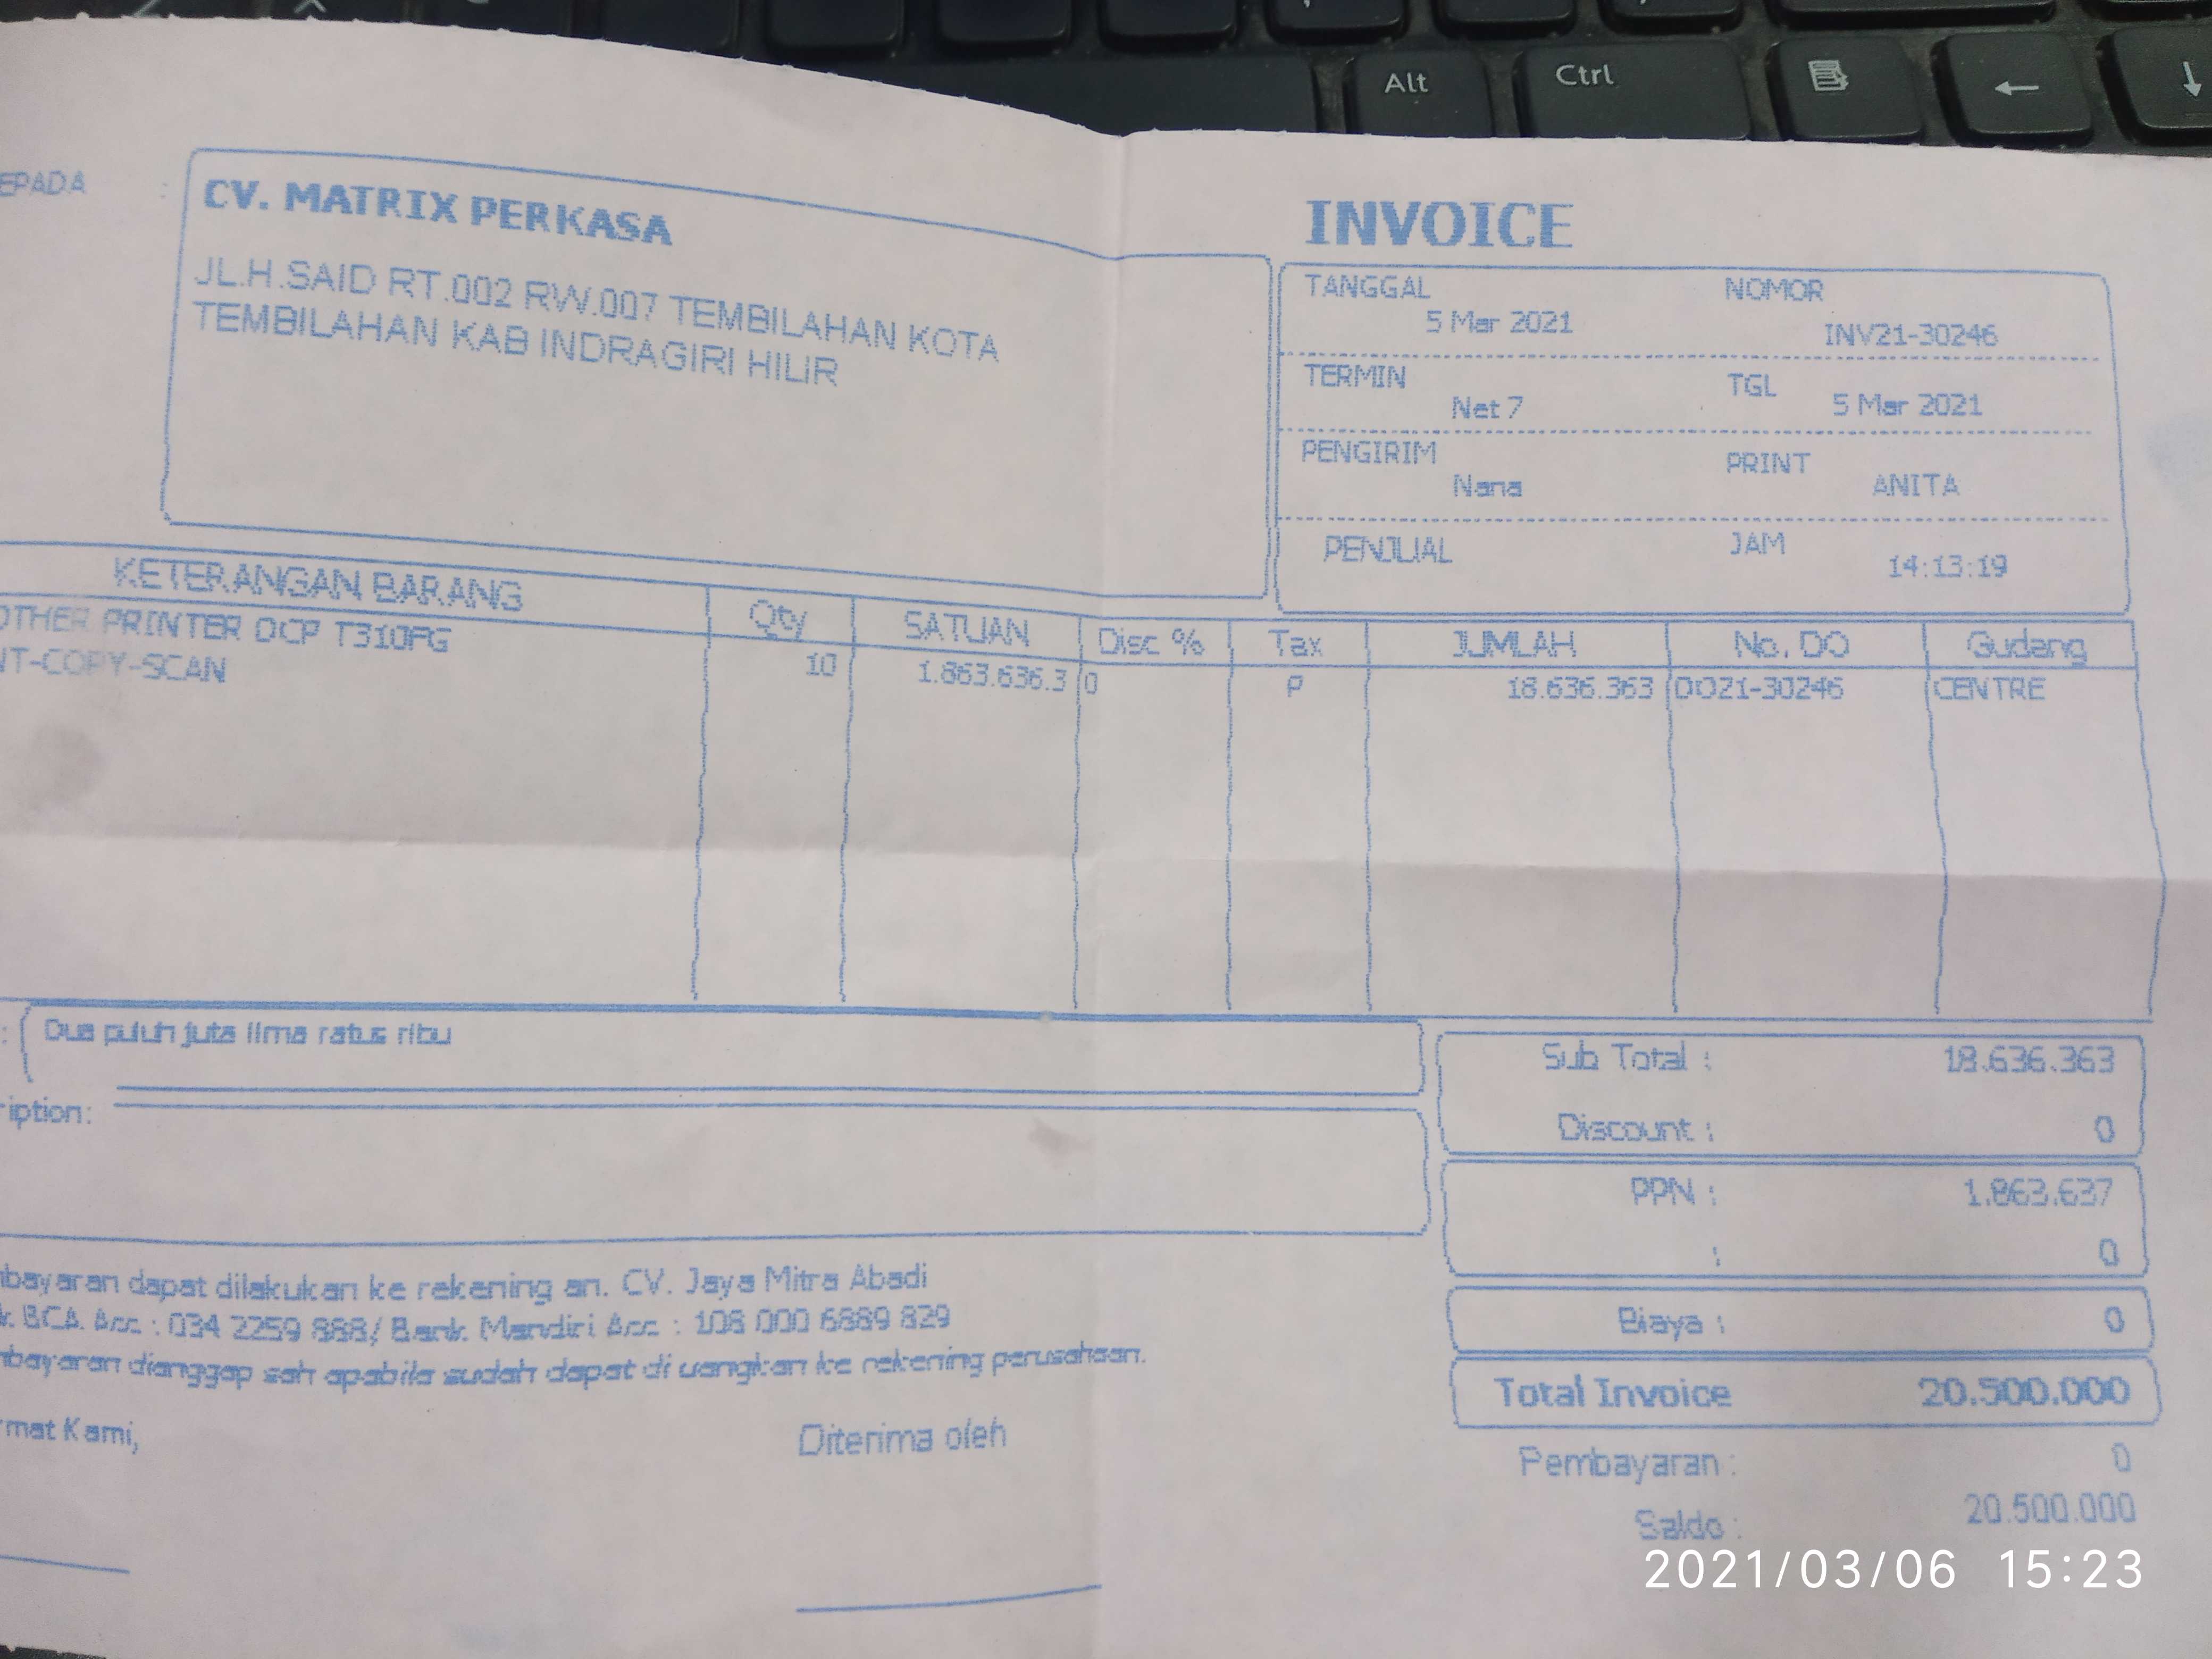 Alt
Ctrl
EPADA :
CV. MATRIX PERKASA
JL.H.SAID RT.002 RW.007 TEMBILAHAN KOTA
TEMBILAHAN KAB INDRAGIRI HILIR
INVOICE
TANGGAL NOMOR
5 Mar 2021 INV21-30246
TERMIN TGL
Net 7 5 Mar 2021
PENGIRIM PRINT
Nana ANITA
PENJUAL JAM
14:13:19
KETERANGAN BARANG Qty SATUAN Disc % Tax JUMLAH No. DO Gudang
OTHER PRINTER DCP T310FG 10 1.863.636.3 0 P 18.636.363 DO21-30246 CENTRE
NT-COPY-SCAN
: Dua puluh juta lima ratus ribu
ription:
Sub Total : 18.636.363
Discount : 0
PPN : 1.863.637
: 0
Biaya : 0
Total Invoice 20.500.000
Pembayaran : 0
Saldo : 20.500.000
nbayaran dapat dilakukan ke rekening an. CV. Jaya Mitra Abadi
k. BCA Acc : 034 2259 888/ Bank Mandiri Acc : 108 000 6889 829
nbayaran dianggap sah apabila sudah dapat di uangkan ke rekening perusahaan.
rmat Kami,
Diterima oleh
2021/03/06 15:23